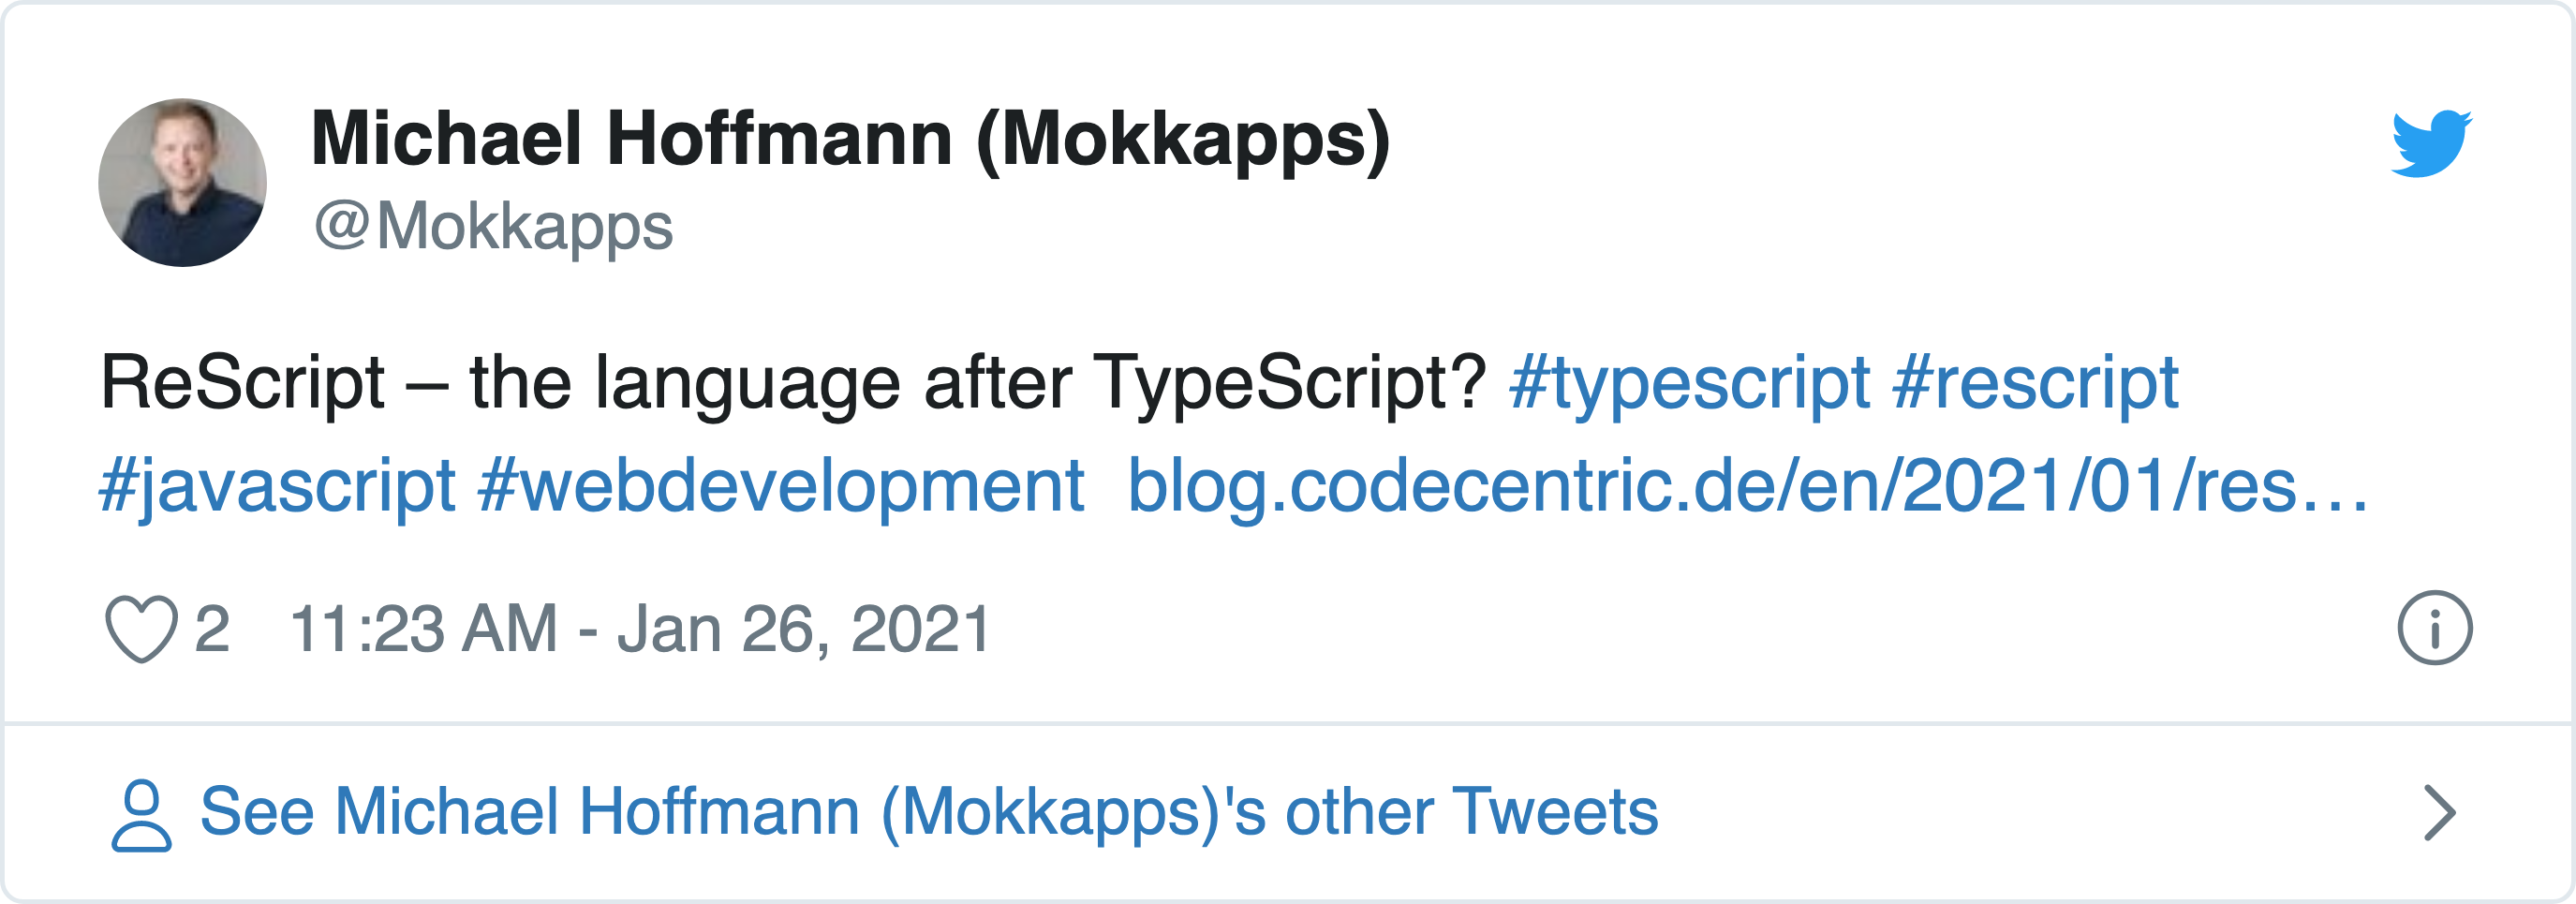 Michael Hoffmann (Mokkapps)
@Mokkapps
ReScript – the language after TypeScript? #typescript #rescript
#javascript #webdevelopment  blog.codecentric.de/en/2021/01/res…
2 11:23 AM - Jan 26, 2021
See Michael Hoffmann (Mokkapps)'s other Tweets